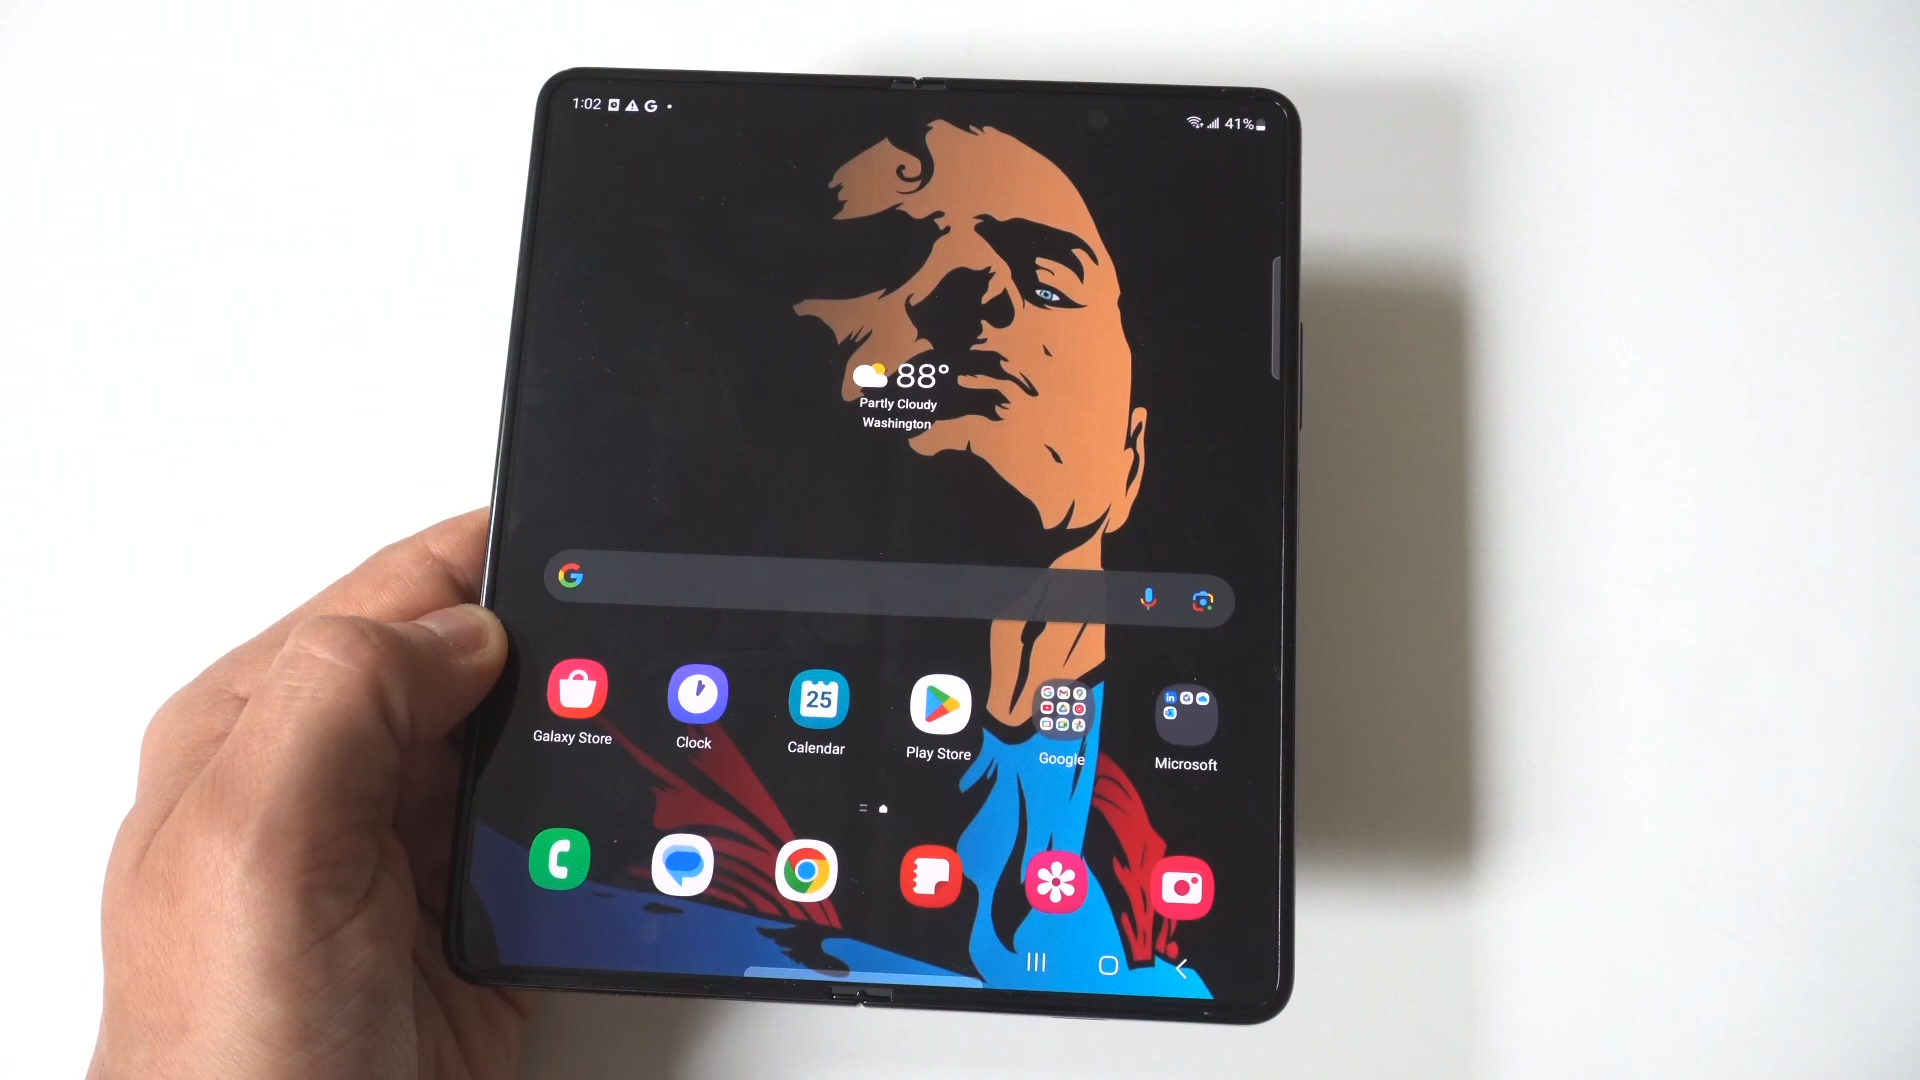 1:02
41%
88°
Partly Cloudy
Washington
25
Galaxy Store
Clock
Calendar
Play Store
Google
Microsoft